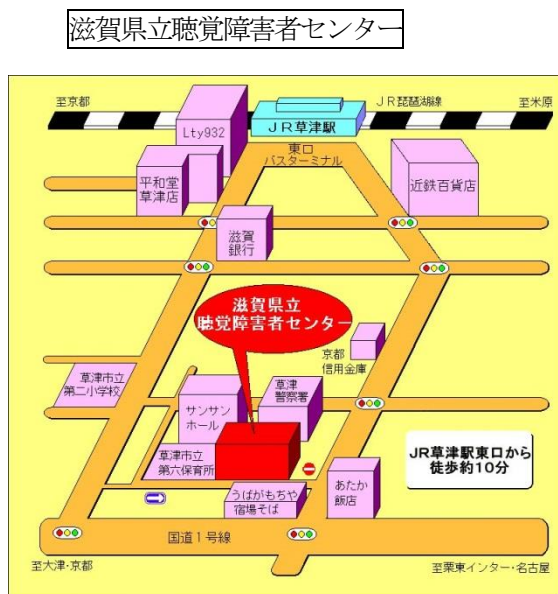 滋賀県立聴覚障害者センター
至京都
JR琵琶湖線
至米原
Lty932
JR草津駅
東口
バスターミナル
平和堂
草津店
近鉄百貨店
滋賀
銀行
滋賀県立
聴覚障害者センター
京都
信用金庫
草津市立
第二小学校
草津
警察署
サンサン
ホール
草津市立
第六保育所
JR草津駅東口から
徒歩約10分
あたか
飯店
うばがもちや
宿場そば
国道1号線
至大津・京都
至栗東インター・名古屋